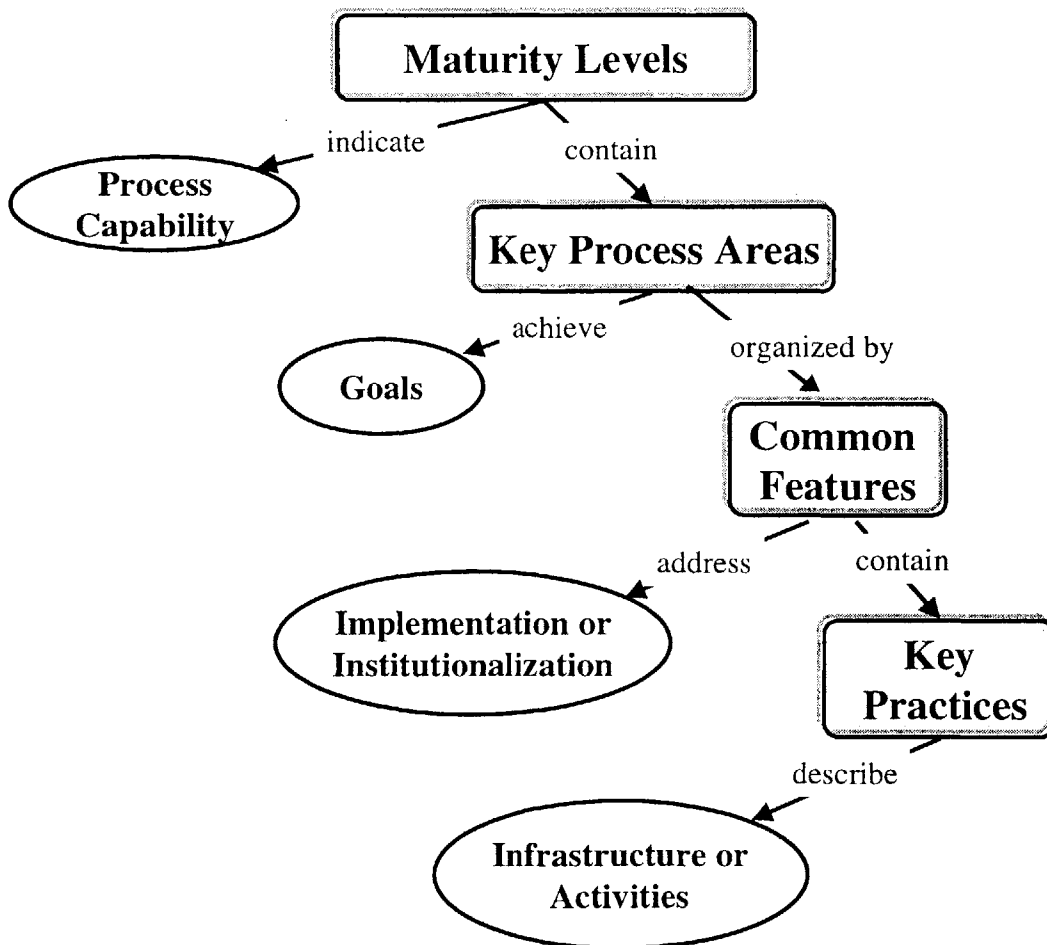 Maturity Levels
indicate
contain
Process
Capability
Key Process Areas
achieve
organized by
Goals
Common
Features
address
contain
Implementation or
Institutionalization
Key
Practices
describe
Infrastructure or
Activities